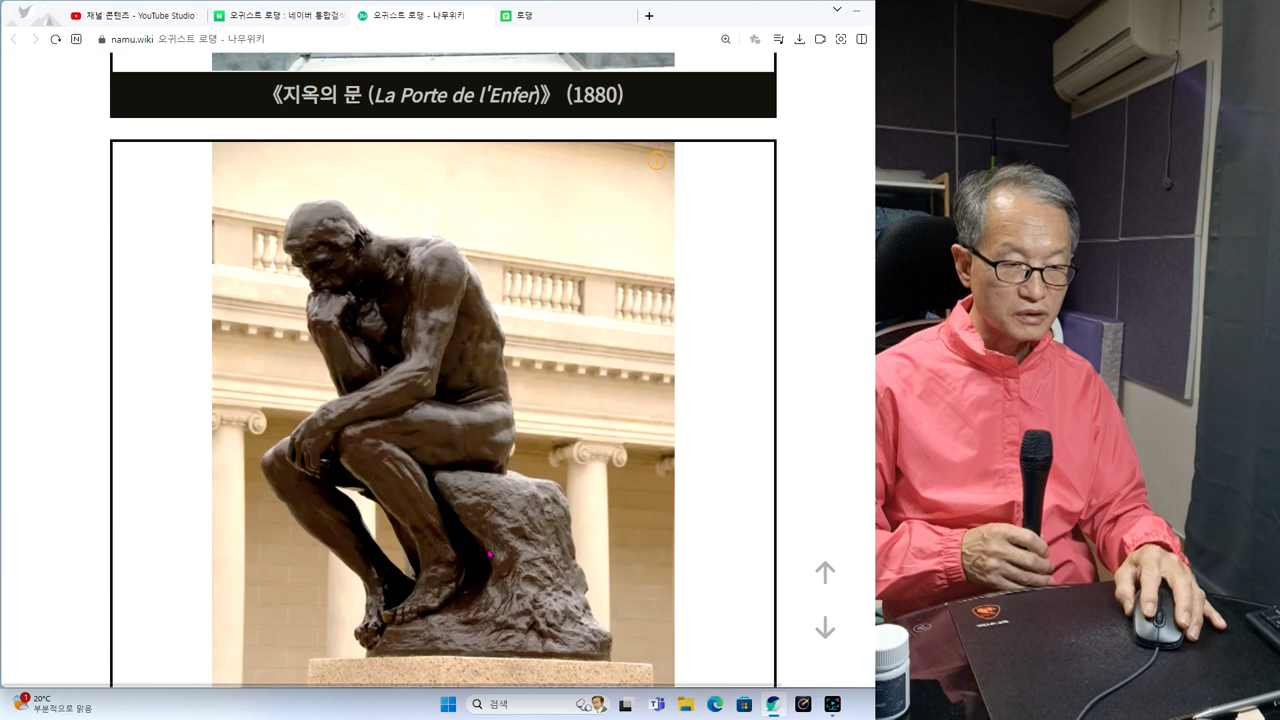 재널 콘텐츠 - YouTube Studio
오귀스트 로댕 : 네이버 통합검색
오귀스트 로댕 - 나무위키
로댕
namu.wiki 오귀스트 로댕 - 나무위키
《지옥의 문 (La Porte de l'Enfer)》 (1880)
1
20°C
부분적으로 맑음
검색